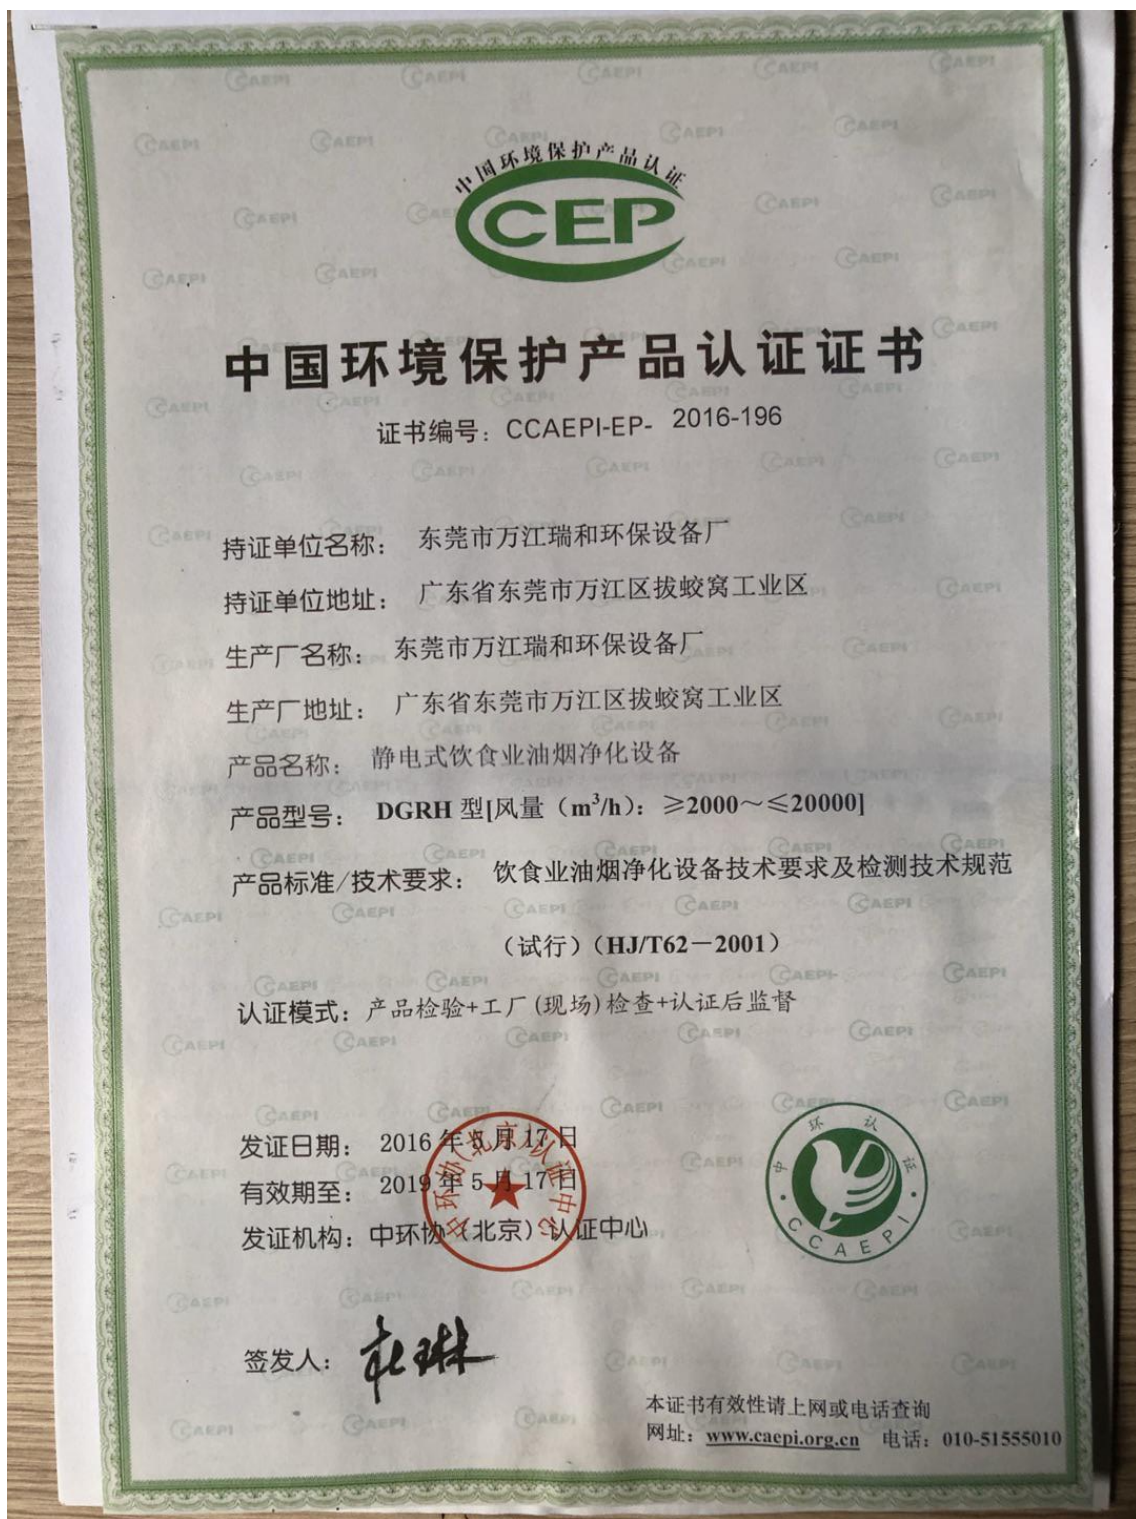 中国环境保护产品认证
CEP
中国环境保护产品认证证书
证书编号：CCAEPI-EP- 2016-196
持证单位名称： 东莞市万江瑞和环保设备厂
持证单位地址： 广东省东莞市万江区拔蛟窝工业区
生产厂名称： 东莞市万江瑞和环保设备厂
生产厂地址： 广东省东莞市万江区拔蛟窝工业区
产品名称： 静电式饮食业油烟净化设备
产品型号： DGRH 型[风量（m³/h）：≥2000～≤20000]
产品标准/技术要求： 饮食业油烟净化设备技术要求及检测技术规范
（试行）（HJ/T62－2001）
认证模式：产品检验+工厂(现场)检查+认证后监督
发证日期： 2016 年 5 月 17 日
有效期至： 2019 年 5 月 17 日
发证机构：中环协（北京）认证中心
中环协(北京)认证中心
中环认证
CCAEPI
签发人： 杜琳
本证书有效性请上网或电话查询
网址：www.caepi.org.cn 电话：010-51555010